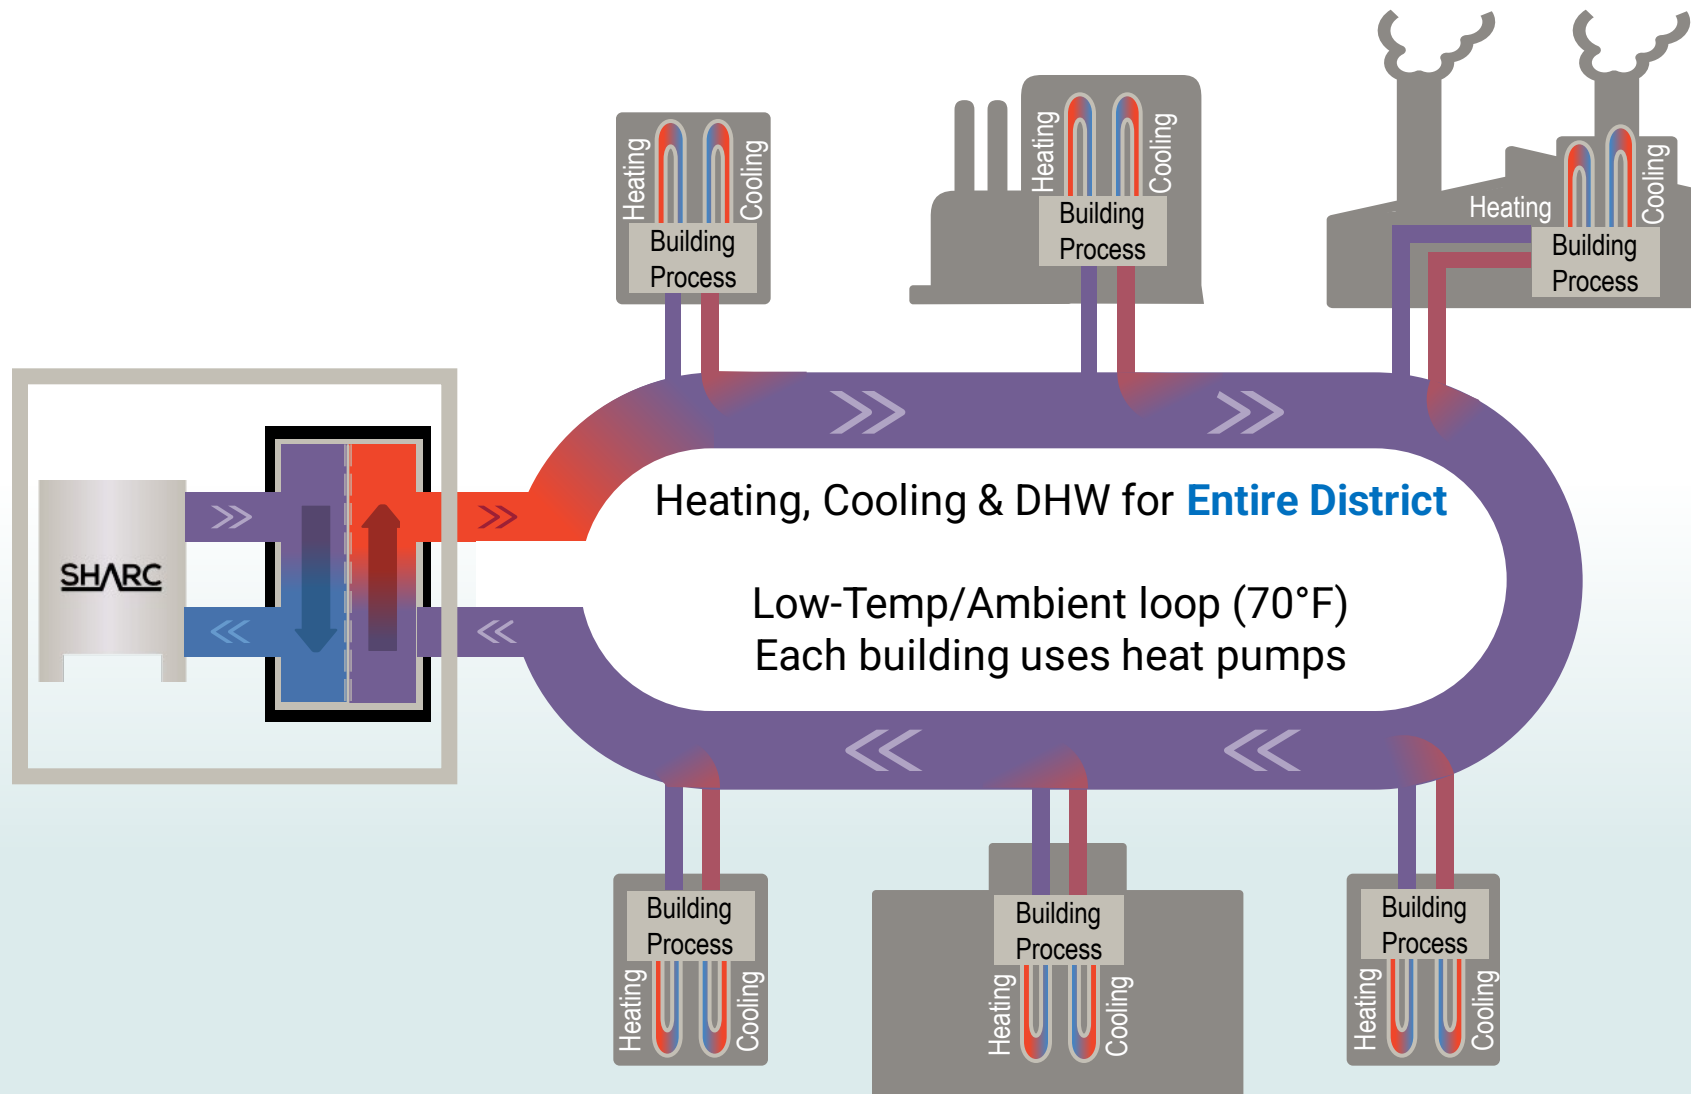 Heating
Cooling
Building
Process
Heating
Cooling
Building
Process
Heating
Cooling
Building
Process
SHARC
Heating, Cooling & DHW for Entire District
Low-Temp/Ambient loop (70°F)
Each building uses heat pumps
Building
Process
Heating
Cooling
Building
Process
Heating
Cooling
Building
Process
Heating
Cooling